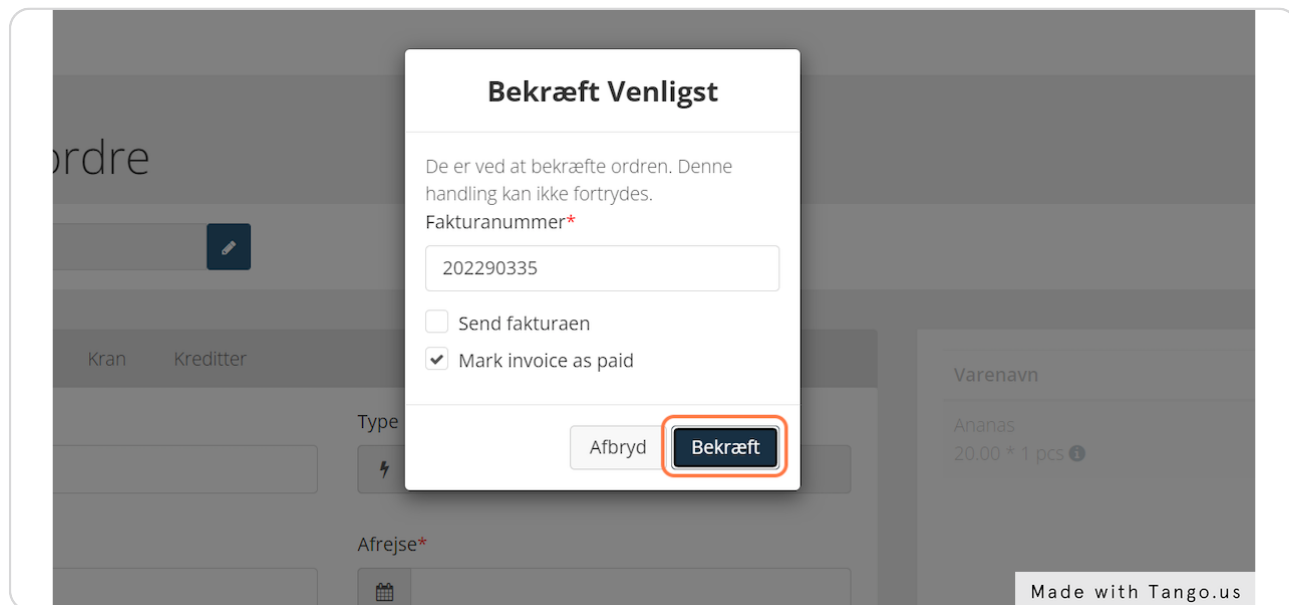 Bekræft Venligst
ordre
De er ved at bekræfte ordren. Denne
handling kan ikke fortrydes.
Fakturanummer*
202290335
Send fakturaen
Mark invoice as paid
Kran Kreditter
Varenavn
Type
Ananas
20.00 * 1 pcs
Afbryd Bekræft
Afrejse*
Made with Tango.us